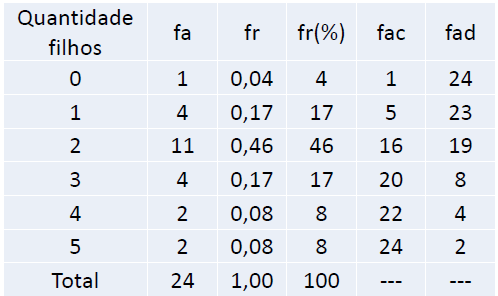 Quantidade filhos fa fr fr(%) fac fad
0 1 0,04 4 1 24
1 4 0,17 17 5 23
2 11 0,46 46 16 19
3 4 0,17 17 20 8
4 2 0,08 8 22 4
5 2 0,08 8 24 2
Total 24 1,00 100 --- ---